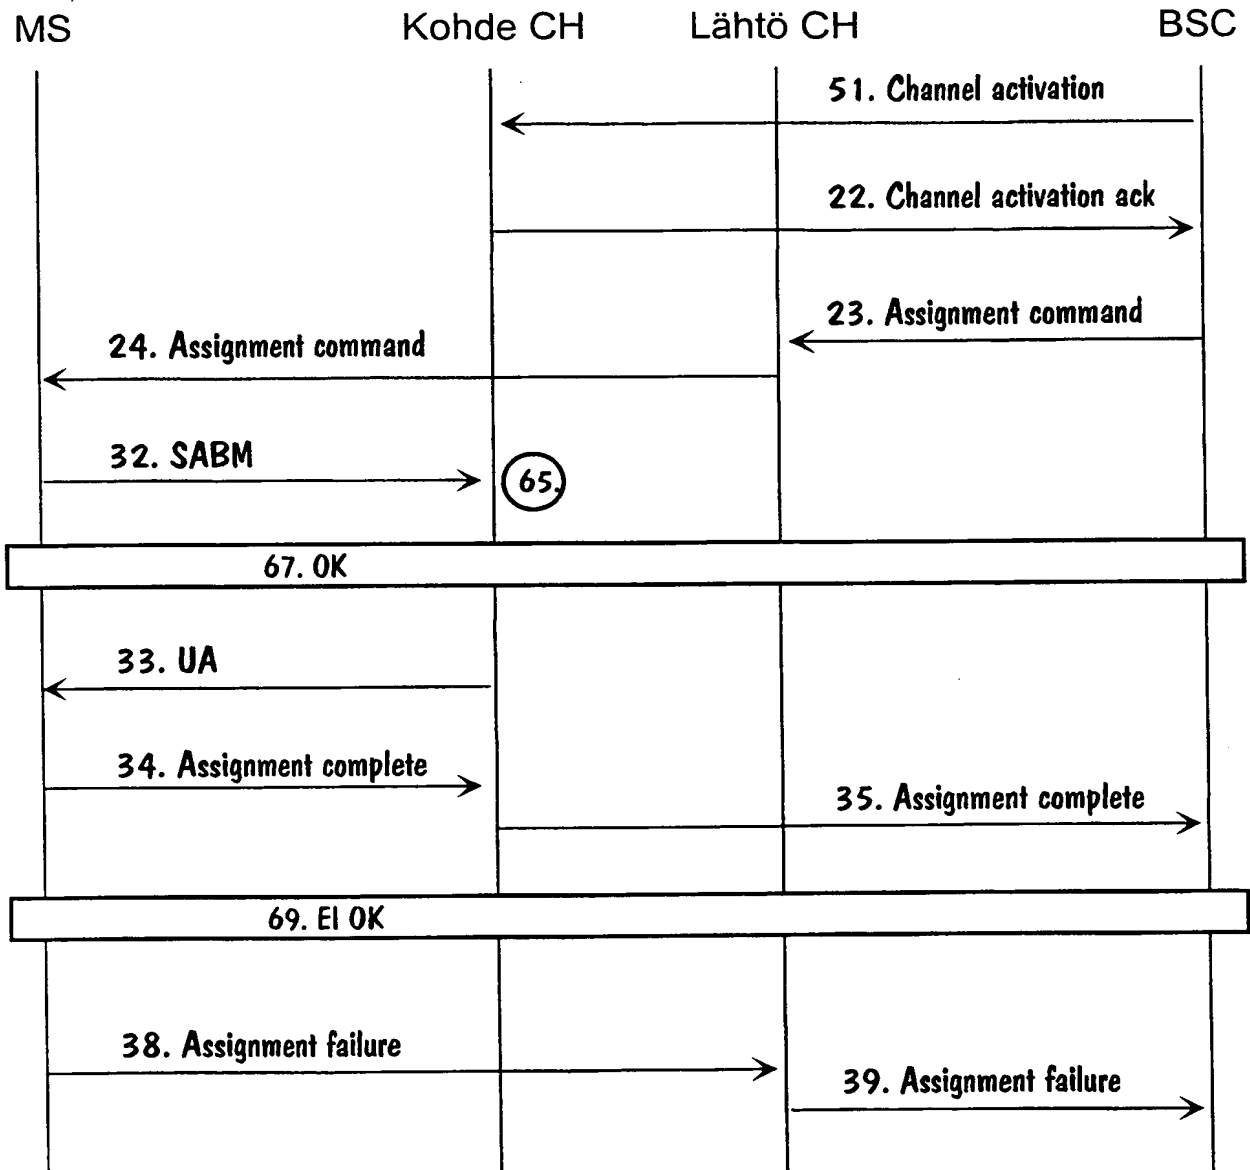 MS Kohde CH Lähtö CH BSC
51. Channel activation
22. Channel activation ack
23. Assignment command
24. Assignment command
32. SABM
65.
67. OK
33. UA
34. Assignment complete
35. Assignment complete
69. EI OK
38. Assignment failure
39. Assignment failure